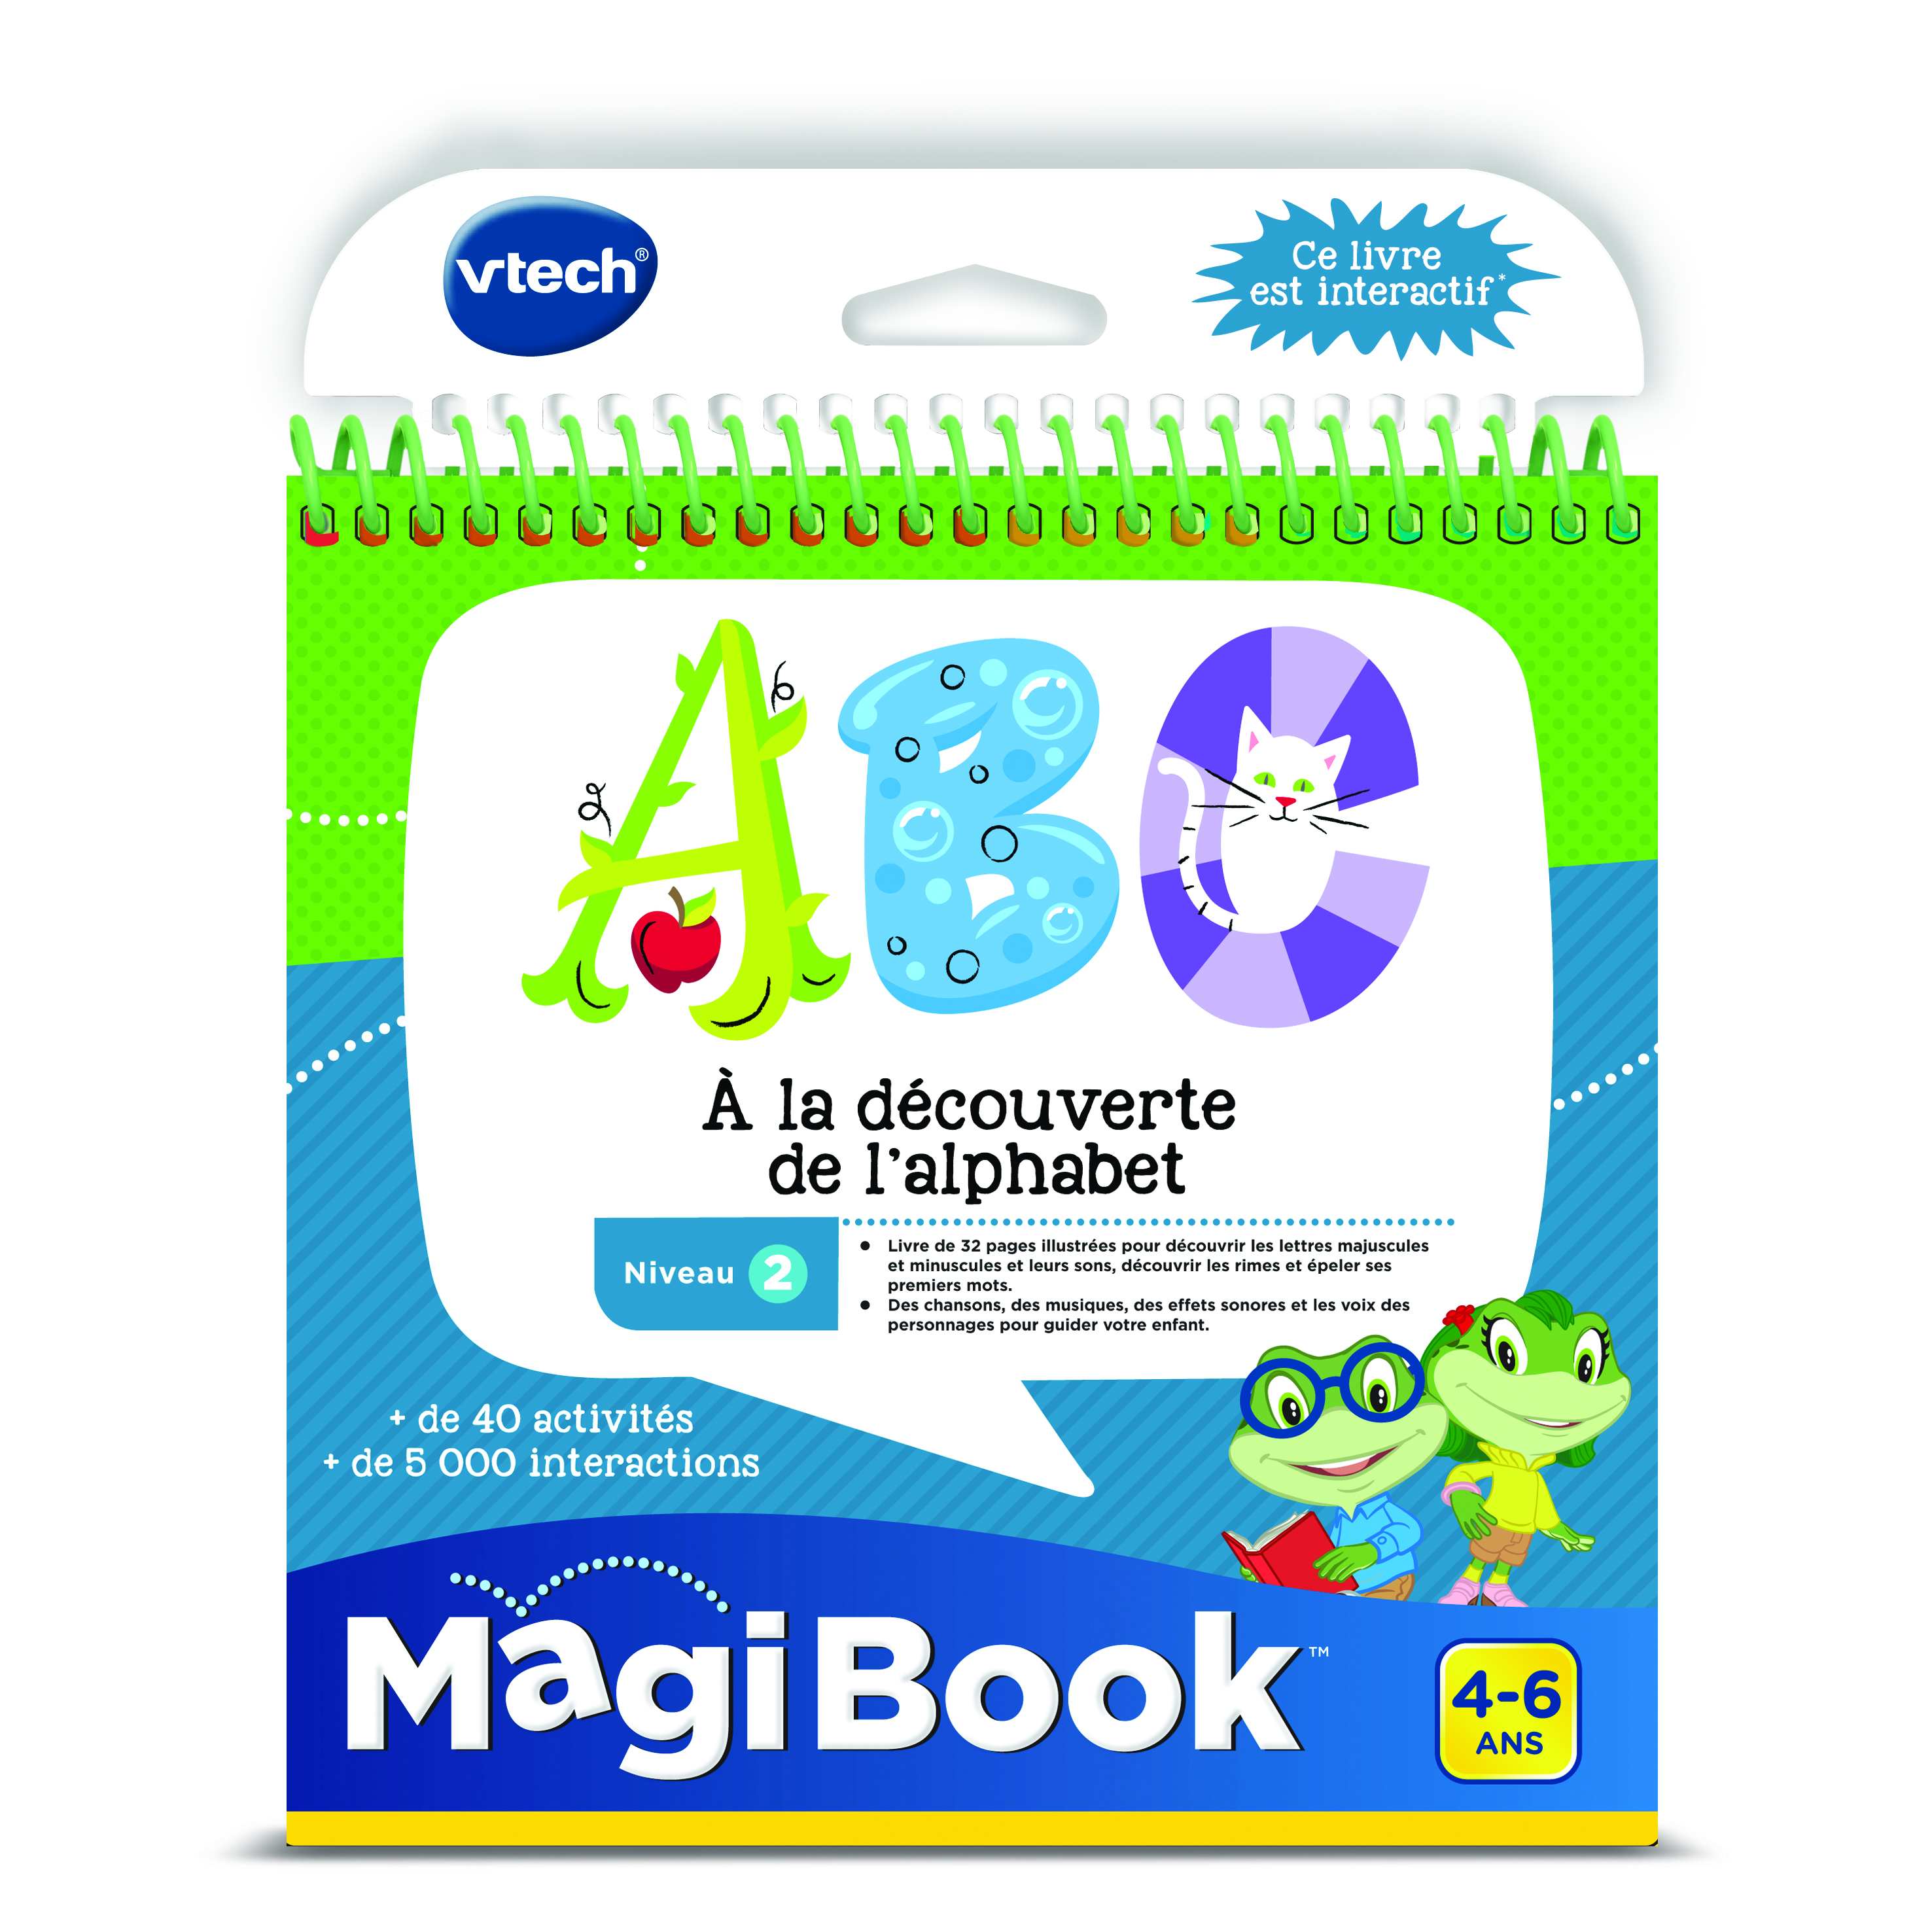 vtech®
Ce livre
est interactif*
ABC
À la découverte
de l'alphabet
Niveau 2
• Livre de 32 pages illustrées pour découvrir les lettres majuscules
et minuscules et leurs sons, découvrir les rimes et épeler ses
premiers mots.
• Des chansons, des musiques, des effets sonores et les voix des
personnages pour guider votre enfant.
+ de 40 activités
+ de 5 000 interactions
MagiBook™
4-6
ANS